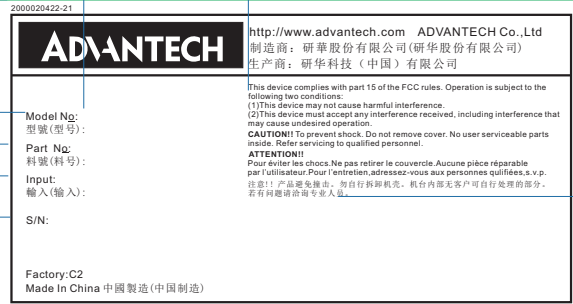 2000020422-21
ADVANTECH
http://www.advantech.com ADVANTECH Co.,Ltd
制造商：研華股份有限公司(研华股份有限公司)
生产商：研华科技（中国）有限公司
This device complies with part 15 of the FCC rules. Operation is subject to the
following two conditions:
(1)This device may not cause harmful interference.
(2)This device must accept any interference received, including interference that
may cause undesired operation.
CAUTION!! To prevent shock. Do not remove cover. No user serviceable parts
inside. Refer servicing to qualified personnel.
ATTENTION!!
Pour éviter les chocs.Ne pas retirer le couvercle.Aucune pièce réparable
par l'utilisateur.Pour l'entretien,adressez-vous aux personnes qulifiées,s.v.p.
注意!! 产品避免撞击。勿自行拆卸机壳。机台内部无客户可自行处理的部分。
若有问题请洽询专业人员。
Model No:
型號(型号):
Part No:
料號(料号):
Input:
輸入(输入):
S/N:
Factory:C2
Made In China 中國製造(中国制造)